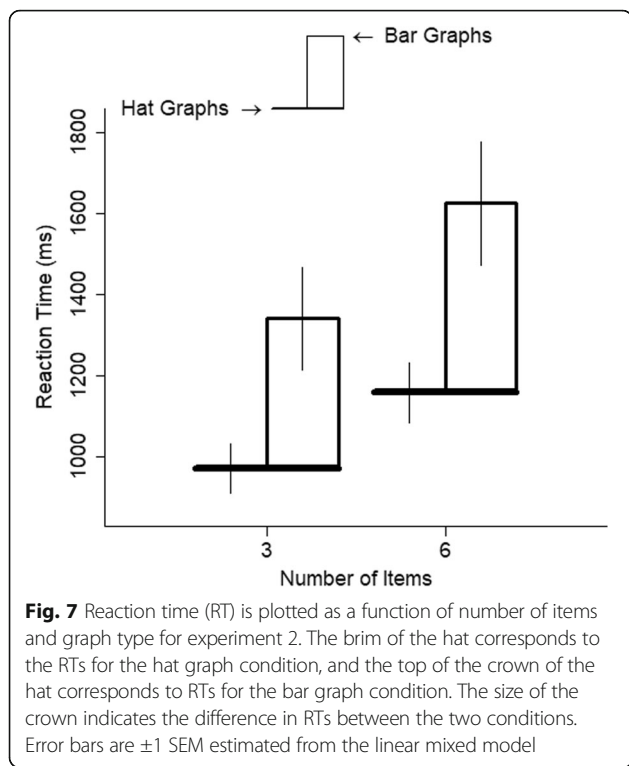 ← Bar Graphs
Hat Graphs →
Reaction Time (ms)
1800
1600
1400
1200
1000
3 6
Number of Items
Fig. 7 Reaction time (RT) is plotted as a function of number of items
and graph type for experiment 2. The brim of the hat corresponds to
the RTs for the hat graph condition, and the top of the crown of the
hat corresponds to RTs for the bar graph condition. The size of the
crown indicates the difference in RTs between the two conditions.
Error bars are ±1 SEM estimated from the linear mixed model